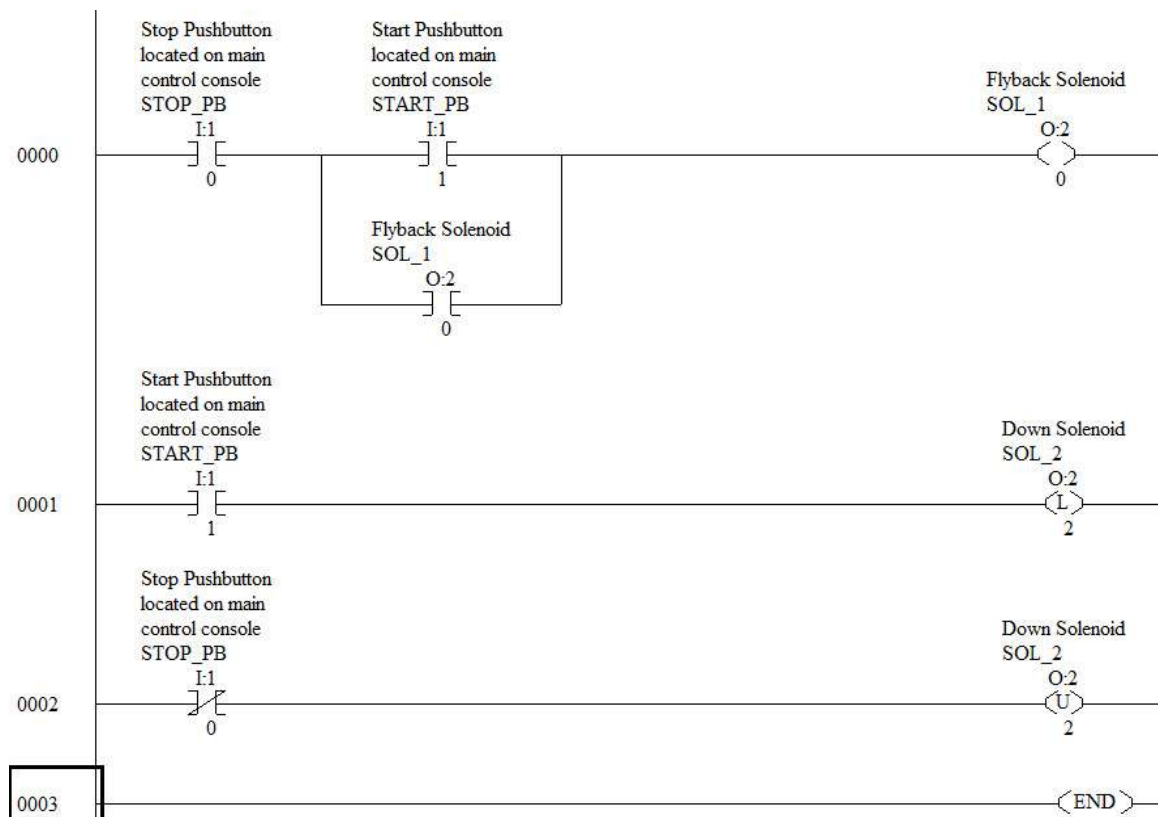 Stop Pushbutton
located on main
control console
STOP_PB
I:1
0
Start Pushbutton
located on main
control console
START_PB
I:1
1
Flyback Solenoid
SOL_1
O:2
0
0000
Flyback Solenoid
SOL_1
O:2
0
Start Pushbutton
located on main
control console
START_PB
I:1
1
Down Solenoid
SOL_2
O:2
L
2
0001
Stop Pushbutton
located on main
control console
STOP_PB
I:1
0
Down Solenoid
SOL_2
O:2
U
2
0002
0003
END